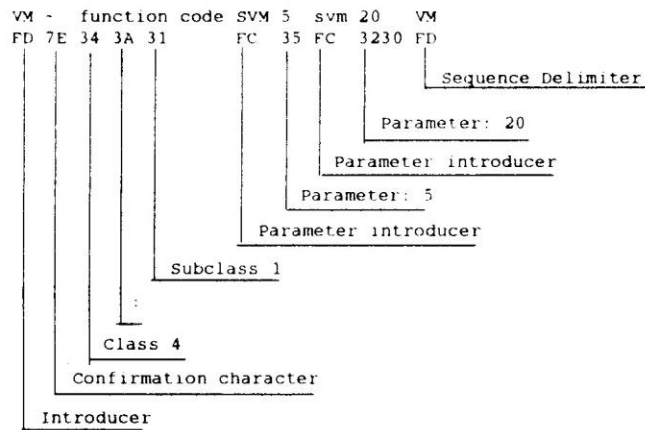 VM - function code SVM 5 svm 20 VM
FD 7E 34 3A 31 FC 35 FC 3230 FD
Sequence Delimiter
Parameter: 20
Parameter introducer
Parameter: 5
Parameter introducer
Subclass 1
:
Class 4
Confirmation character
Introducer